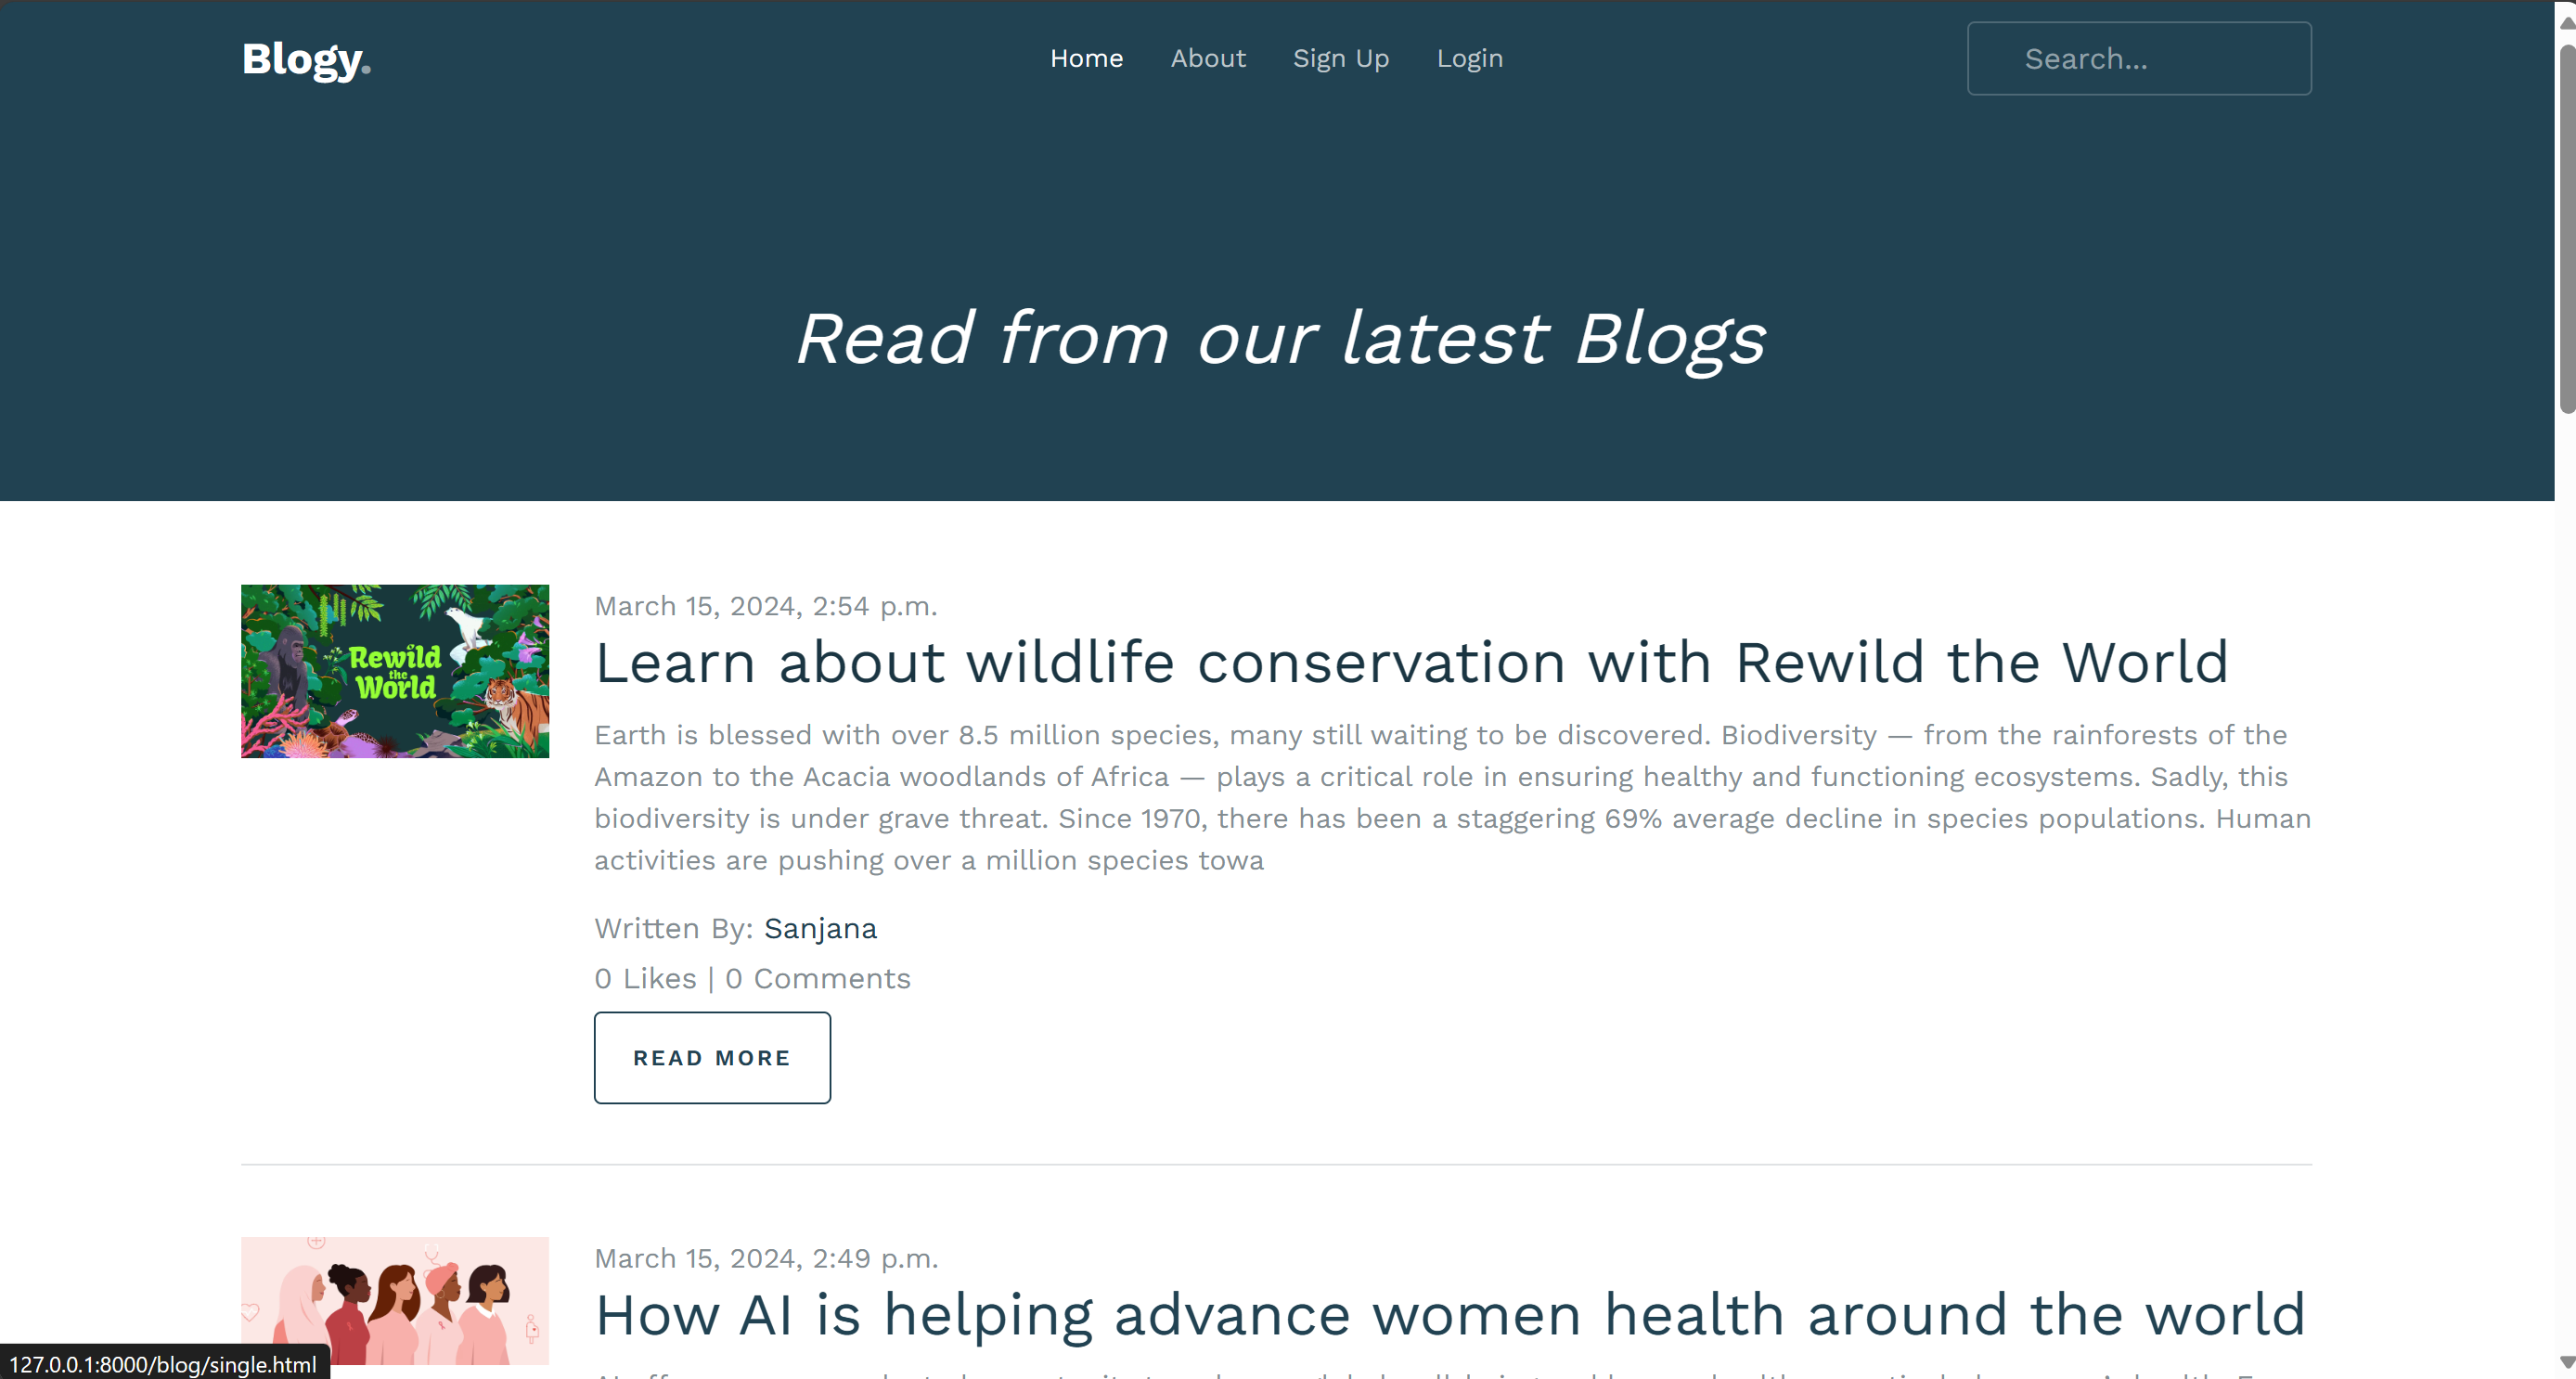 Blogy.
Home About Sign Up Login
Search...
Read from our latest Blogs
Rewild
the
World
March 15, 2024, 2:54 p.m.
Learn about wildlife conservation with Rewild the World
Earth is blessed with over 8.5 million species, many still waiting to be discovered. Biodiversity — from the rainforests of the
Amazon to the Acacia woodlands of Africa — plays a critical role in ensuring healthy and functioning ecosystems. Sadly, this
biodiversity is under grave threat. Since 1970, there has been a staggering 69% average decline in species populations. Human
activities are pushing over a million species towa
Written By: Sanjana
0 Likes | 0 Comments
READ MORE
March 15, 2024, 2:49 p.m.
How AI is helping advance women health around the world
127.0.0.1:8000/blog/single.html